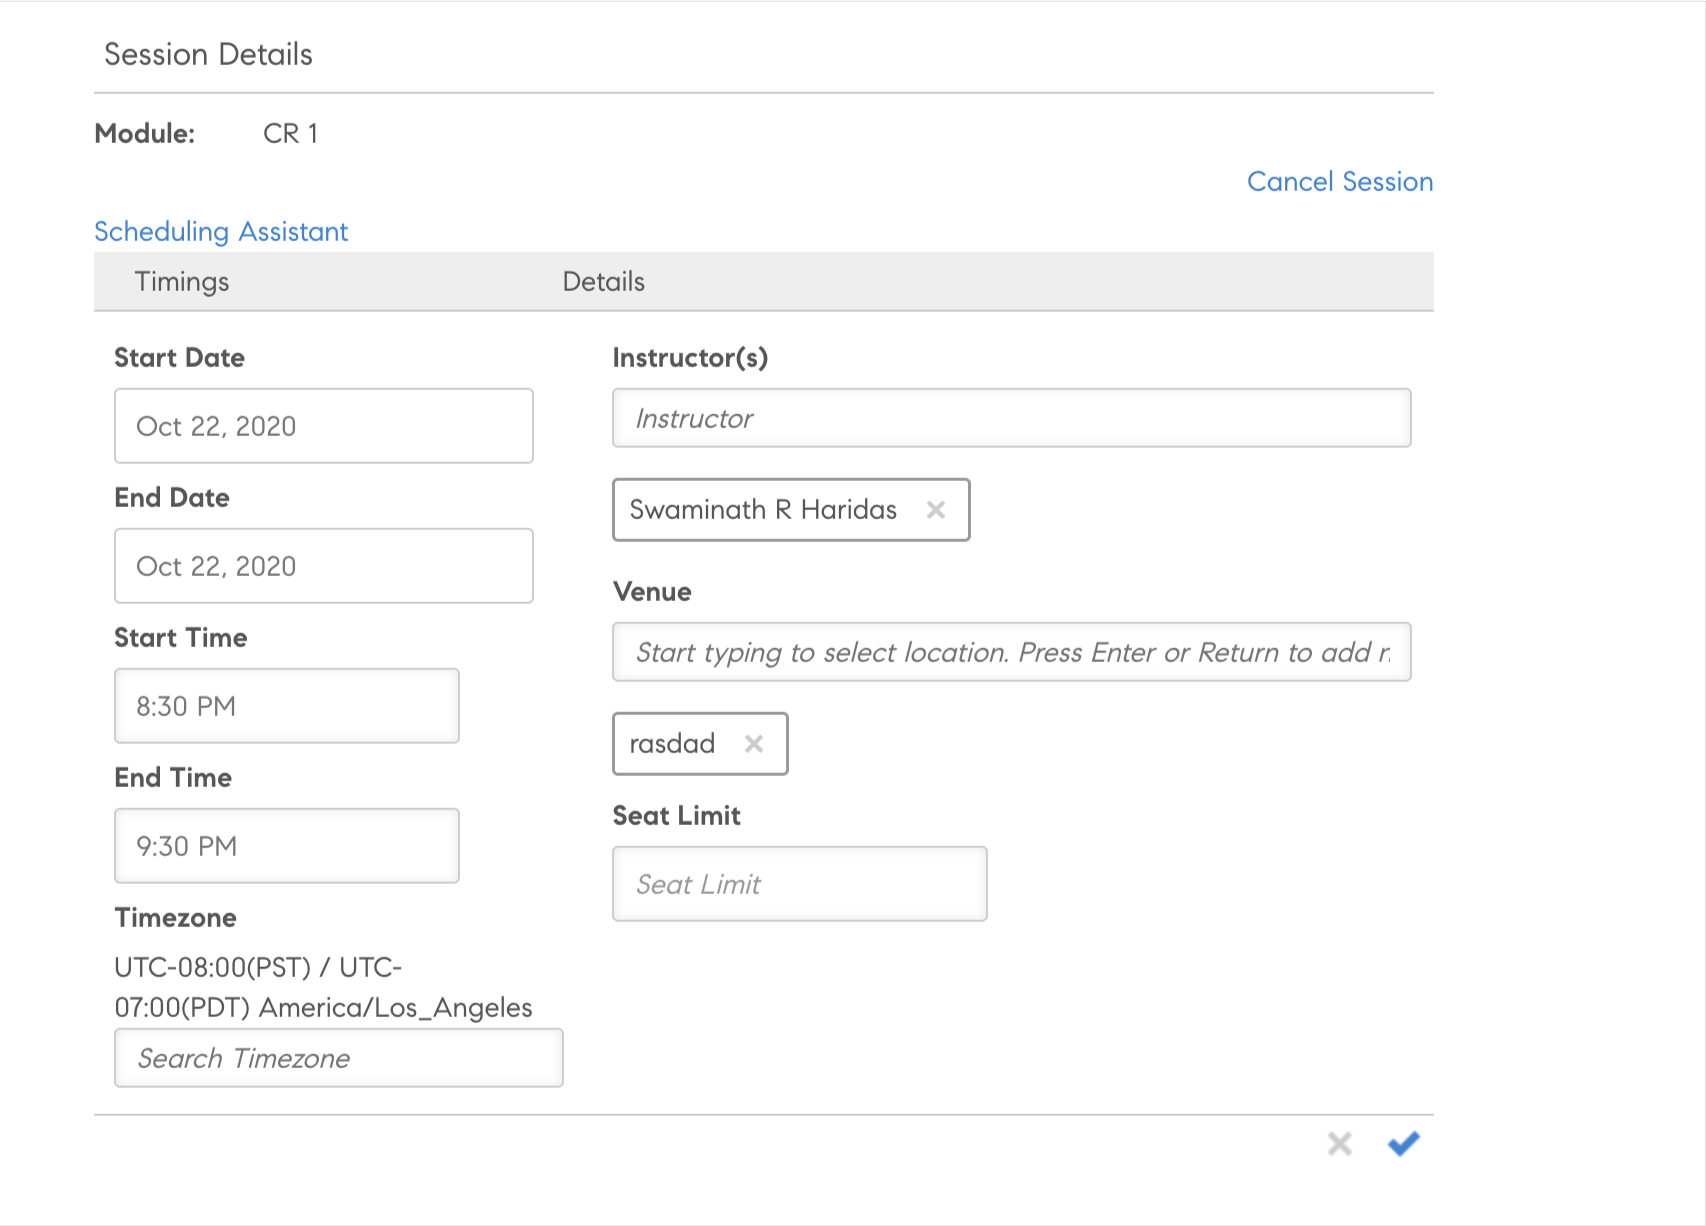 Session Details
Module: CR 1
Cancel Session
Scheduling Assistant
Timings Details
Start Date
Oct 22, 2020
End Date
Oct 22, 2020
Start Time
8:30 PM
End Time
9:30 PM
Timezone
UTC-08:00(PST) / UTC-
07:00(PDT) America/Los_Angeles
Search Timezone
Instructor(s)
Instructor
Swaminath R Haridas
Venue
Start typing to select location. Press Enter or Return to add
rasdad
Seat Limit
Seat Limit